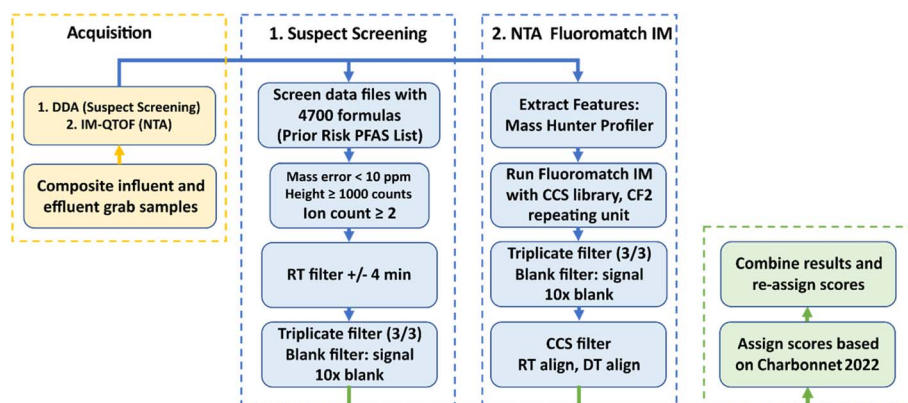 Acquisition
1. DDA (Suspect Screening)
2. IM-QTOF (NTA)
Composite influent and
effluent grab samples
1. Suspect Screening
Screen data files with
4700 formulas
(Prior Risk PFAS List)
Mass error < 10 ppm
Height ≥ 1000 counts
Ion count ≥ 2
RT filter +/- 4 min
Triplicate filter (3/3)
Blank filter: signal
10x blank
2. NTA Fluoromatch IM
Extract Features:
Mass Hunter Profiler
Run Fluoromatch IM
with CCS library, CF2
repeating unit
Triplicate filter (3/3)
Blank filter: signal
10x blank
CCS filter
RT align, DT align
Combine results and
re-assign scores
Assign scores based
on Charbonnet 2022